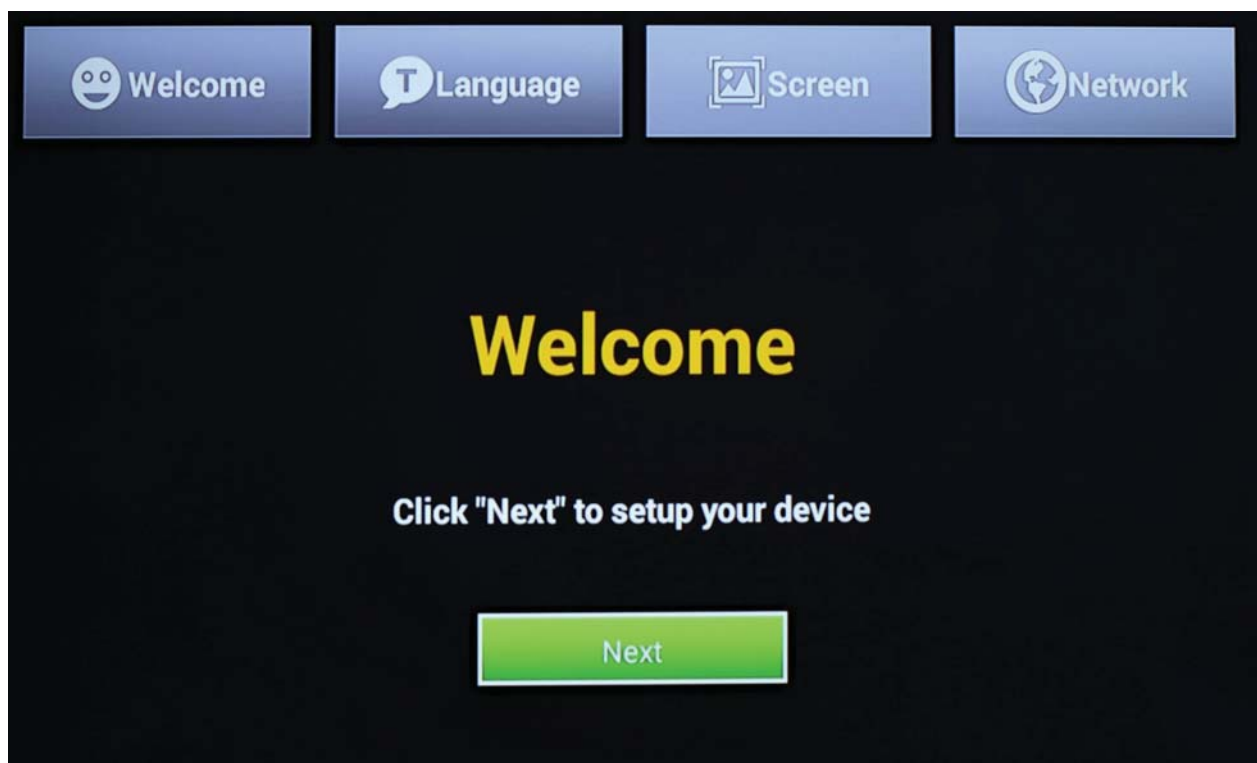 Welcome
Language
Screen
Network
Welcome
Click "Next" to setup your device
Next